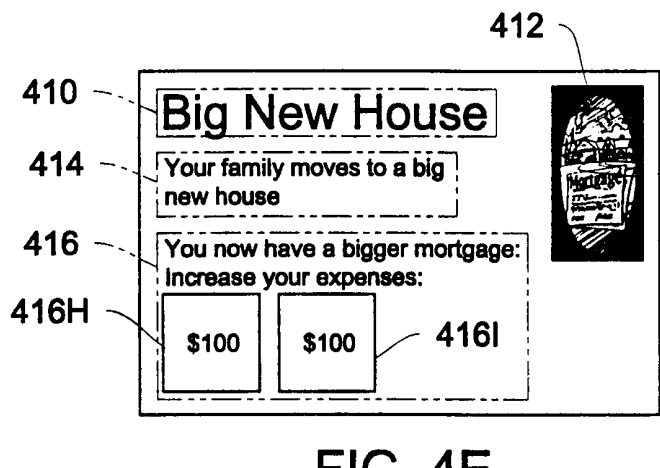 412
410
Big New House
414
Your family moves to a big
new house
Mortgage
416
You now have a bigger mortgage:
Increase your expenses:
416H
$100
$100
416I
FIG. 4E